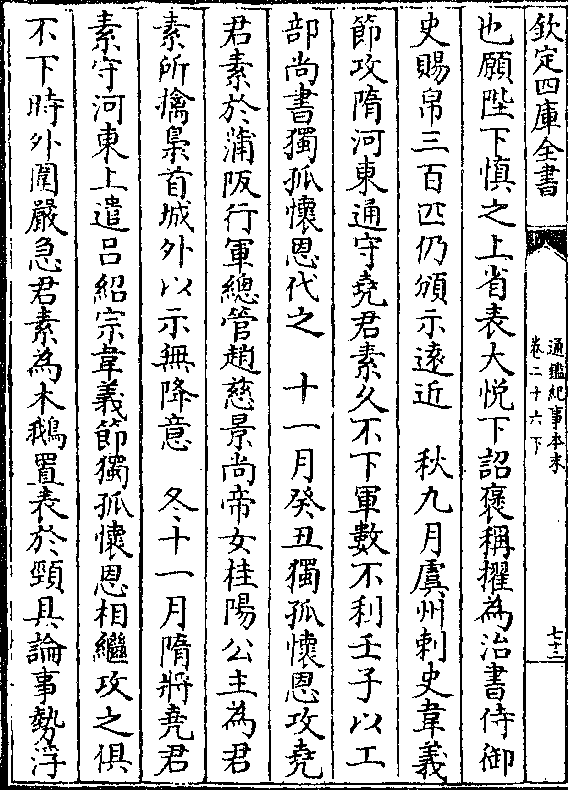 欽定四庫全書
通鑑紀事本末
卷二十六下
七十二
也願陛下慎之上省表大悦下詔褒稱擢為治書侍御
史賜帛三百匹仍頒示遠近　秋九月虞州刺史韋義
節攻隋河東通守堯君素久不下軍數不利壬子以工
部尚書獨孤懷恩代之　十一月癸丑獨孤懷恩攻堯
君素於蒲阪行軍總管趙慈景尚帝女桂陽公主為君
素所擒梟首城外以示無降意　冬十一月隋將堯君
素守河東上遣吕紹宗韋義節獨孤懷恩相繼攻之俱
不下時外圍嚴急君素為木鵝置表於頸具論事勢浮